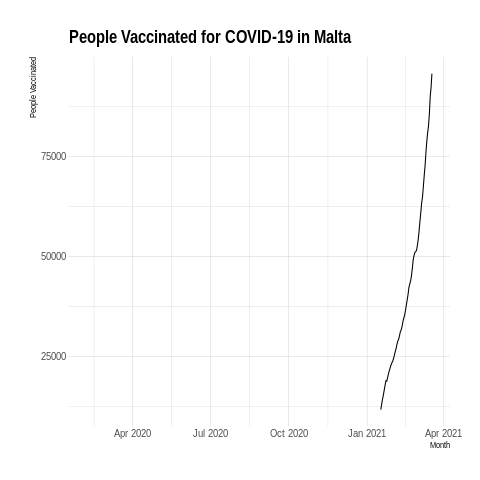 People Vaccinated for COVID-19 in Malta
People Vaccinated
75000
50000
25000
Apr 2020 Jul 2020 Oct 2020 Jan 2021 Apr 2021
Month